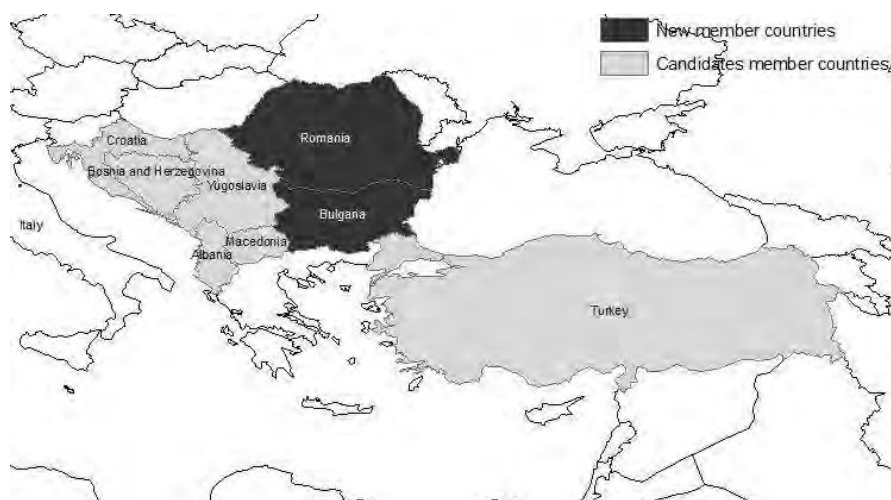 New member countries
Candidates member countries
Romania
Croatia
Bosnia and Herzegovina
Yugoslavia
Bulgaria
Italy
Macedonia
Albania
Turkey